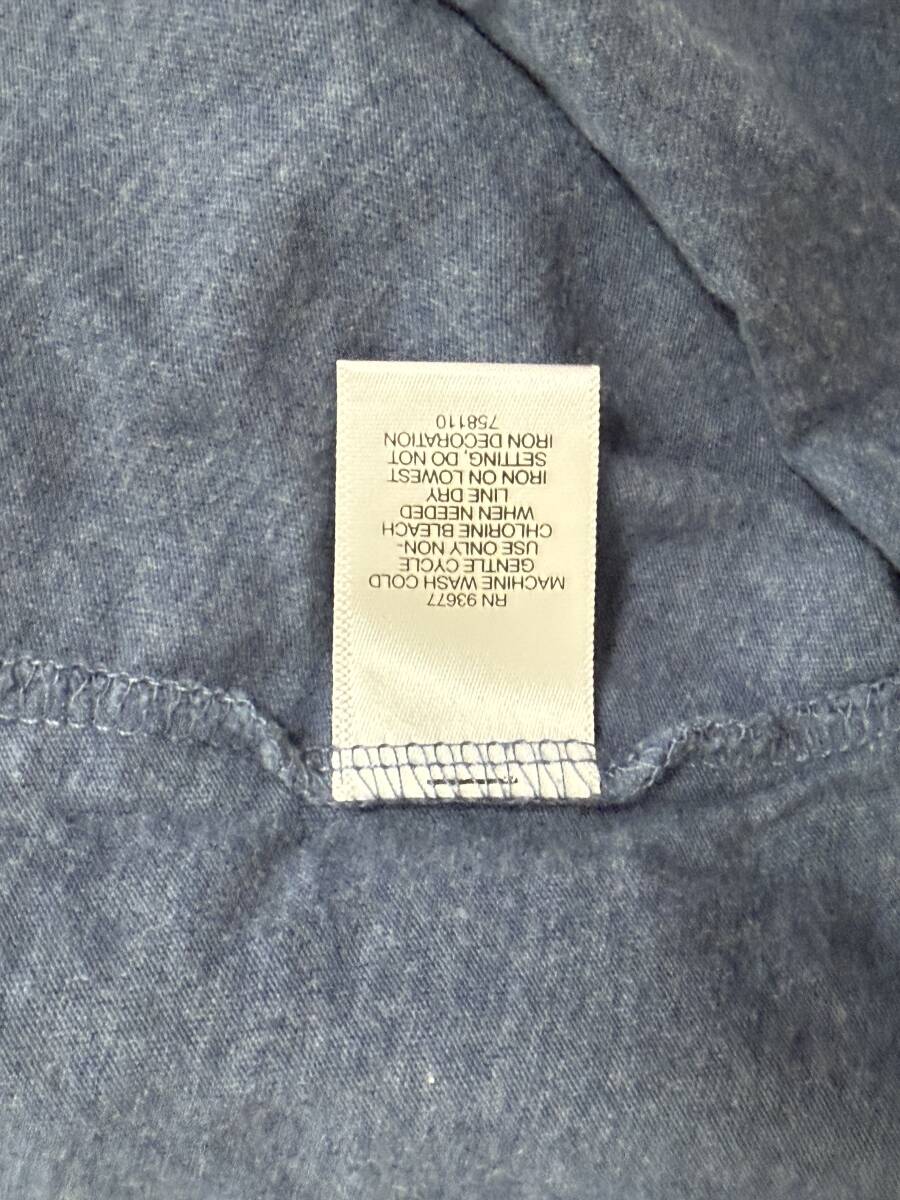 RN 93677
MACHINE WASH COLD
GENTLE CYCLE
USE ONLY NON-
CHLORINE BLEACH
WHEN NEEDED
LINE DRY
IRON ON LOWEST
SETTING, DO NOT
IRON DECORATION
758110